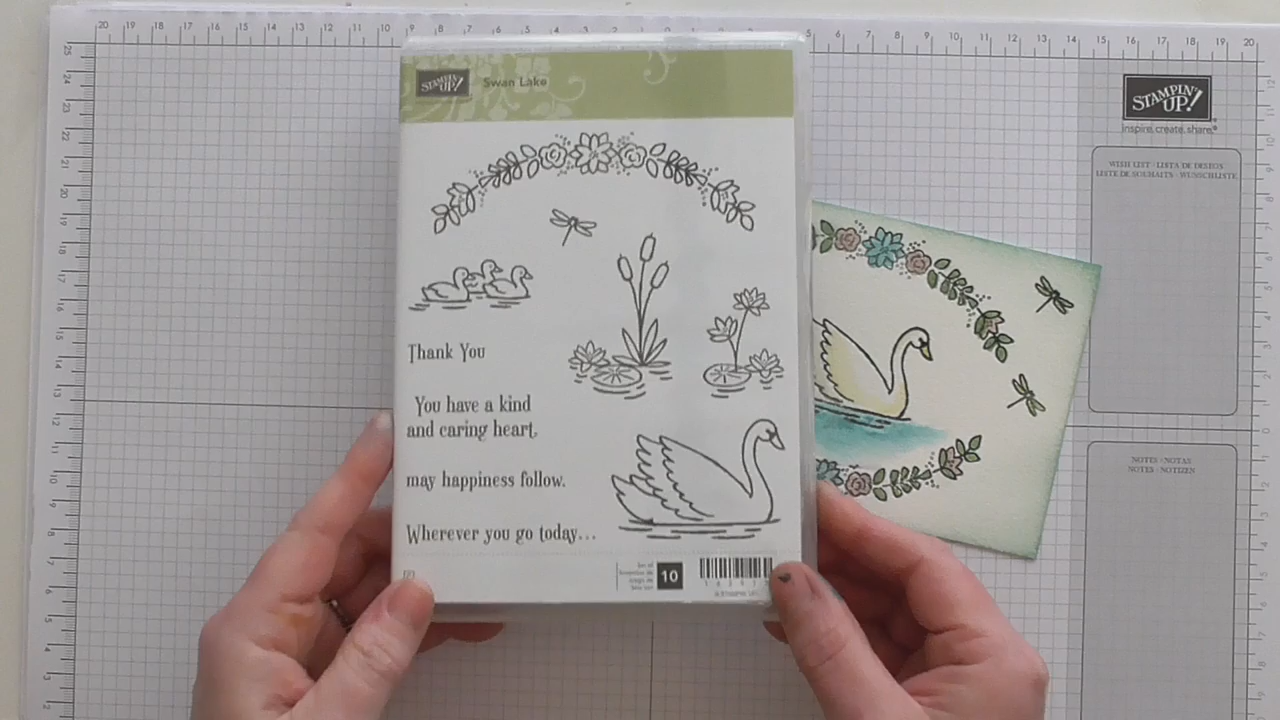 STAMPIN' UP!
Swan Lake
Thank You
You have a kind
and caring heart,
may happiness follow.
Wherever you go today...
10
STAMPIN' UP!
inspire.create.share.®
WISH LIST • LISTA DE DESEOS
LISTE DE SOUHAITS • WUNSCHLISTE
NOTES • NOTAS
NOTES • NOTIZEN